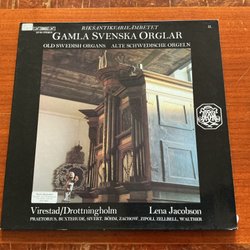 RIKSANTIKVARIEÄMBETET
GAMLA SVENSKA ORGLAR
OLD SWEDISH ORGANS ALTE SCHWEDISCHE ORGELN
Virestad/Drottningholm Lena Jacobson
PRAETORIUS, BUXTEHUDE, SIVERT, BÖHM, ZACHOW, ZIPOLI, ZELLBELL, WALTHER